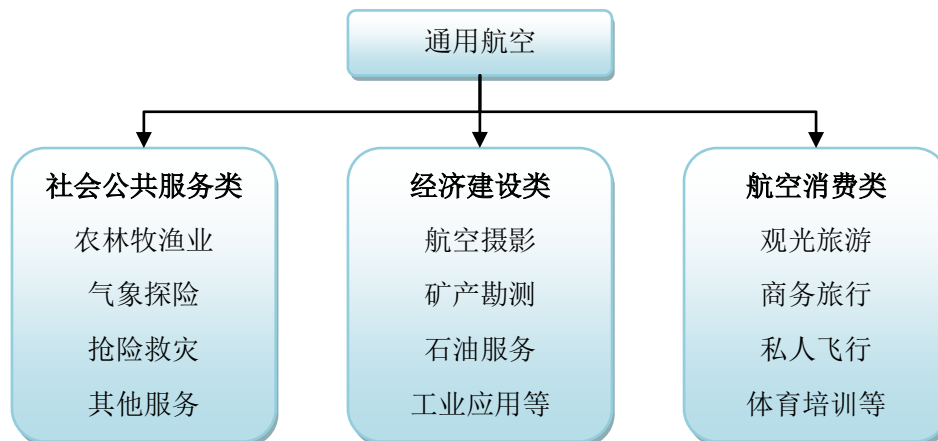 通用航空
社会公共服务类
农林牧渔业
气象探险
抢险救灾
其他服务
经济建设类
航空摄影
矿产勘测
石油服务
工业应用等
航空消费类
观光旅游
商务旅行
私人飞行
体育培训等